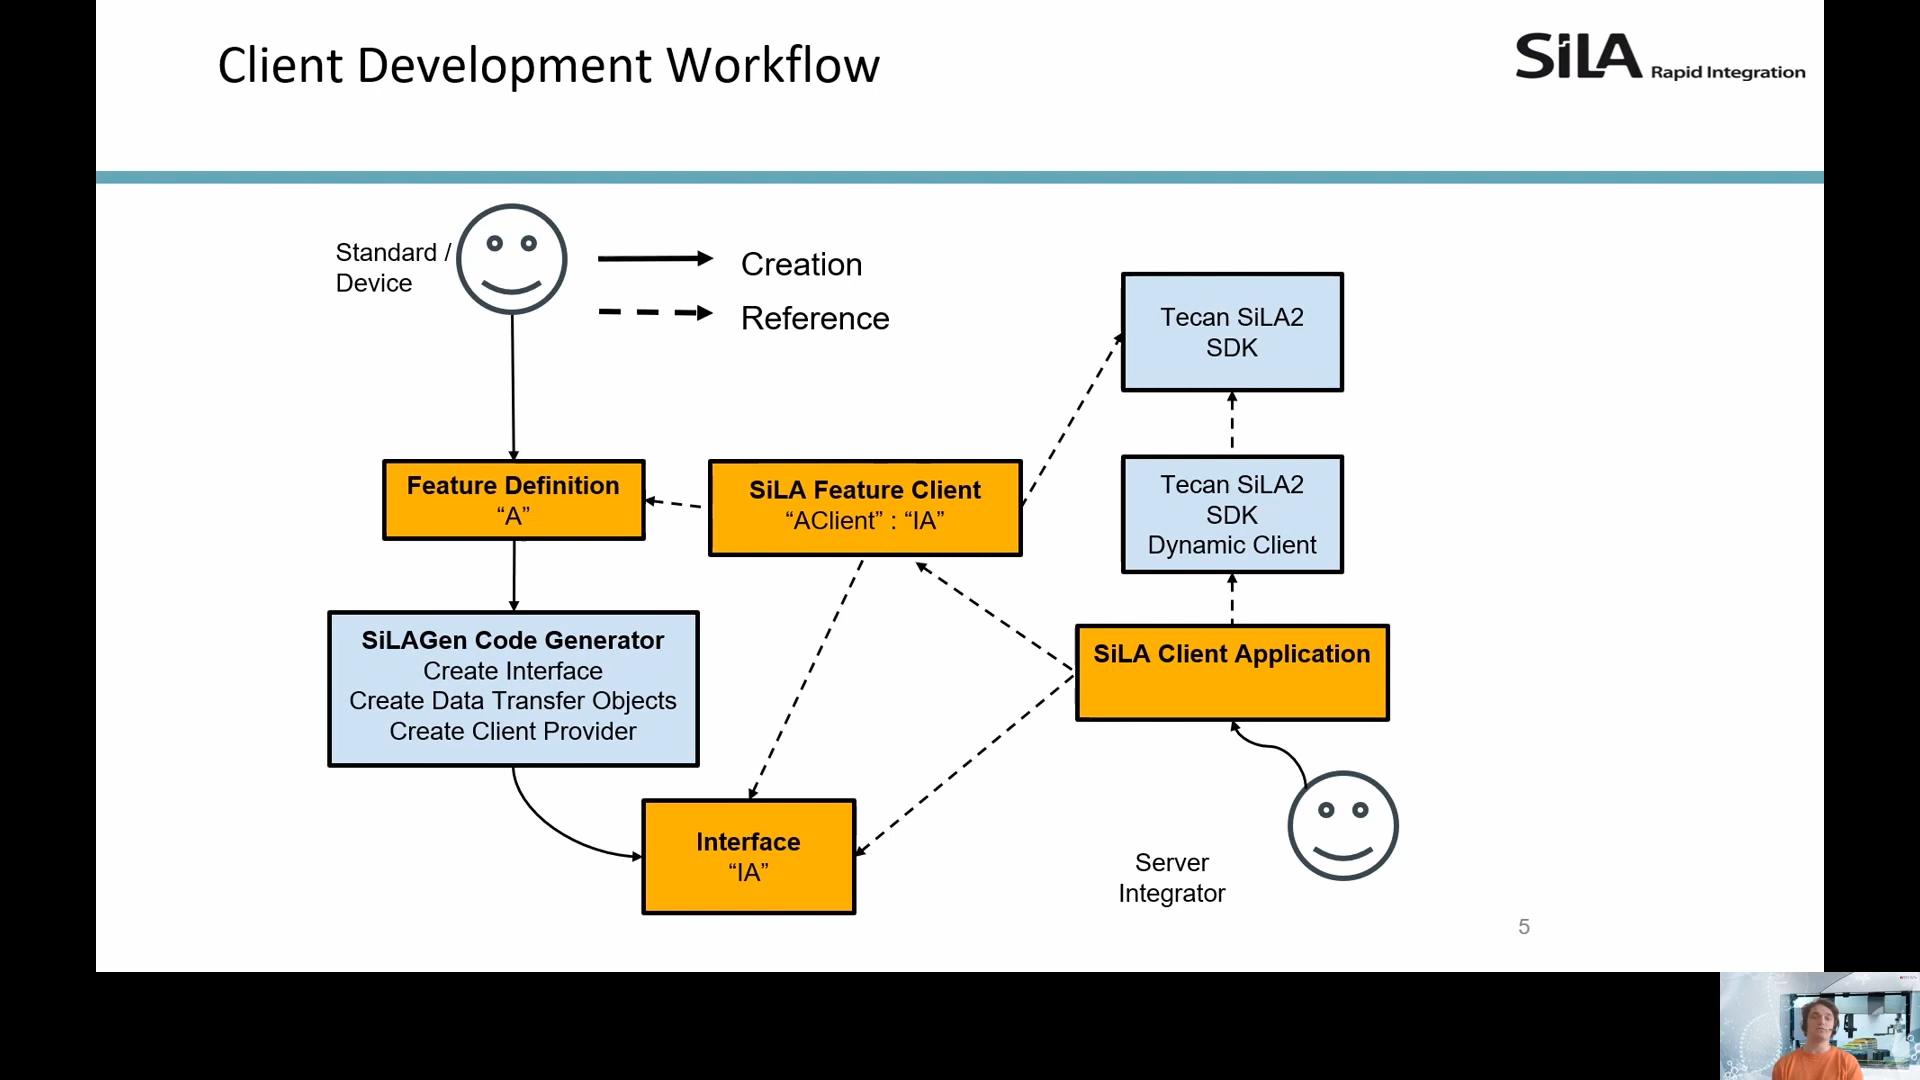 Client Development Workflow
SiLA Rapid Integration
Standard /
Device
Creation
Reference
Tecan SiLA2
SDK
Feature Definition
“A”
SiLA Feature Client
“AClient” : “IA”
Tecan SiLA2
SDK
Dynamic Client
SiLAGen Code Generator
Create Interface
Create Data Transfer Objects
Create Client Provider
SiLA Client Application
Interface
“IA”
Server
Integrator
5